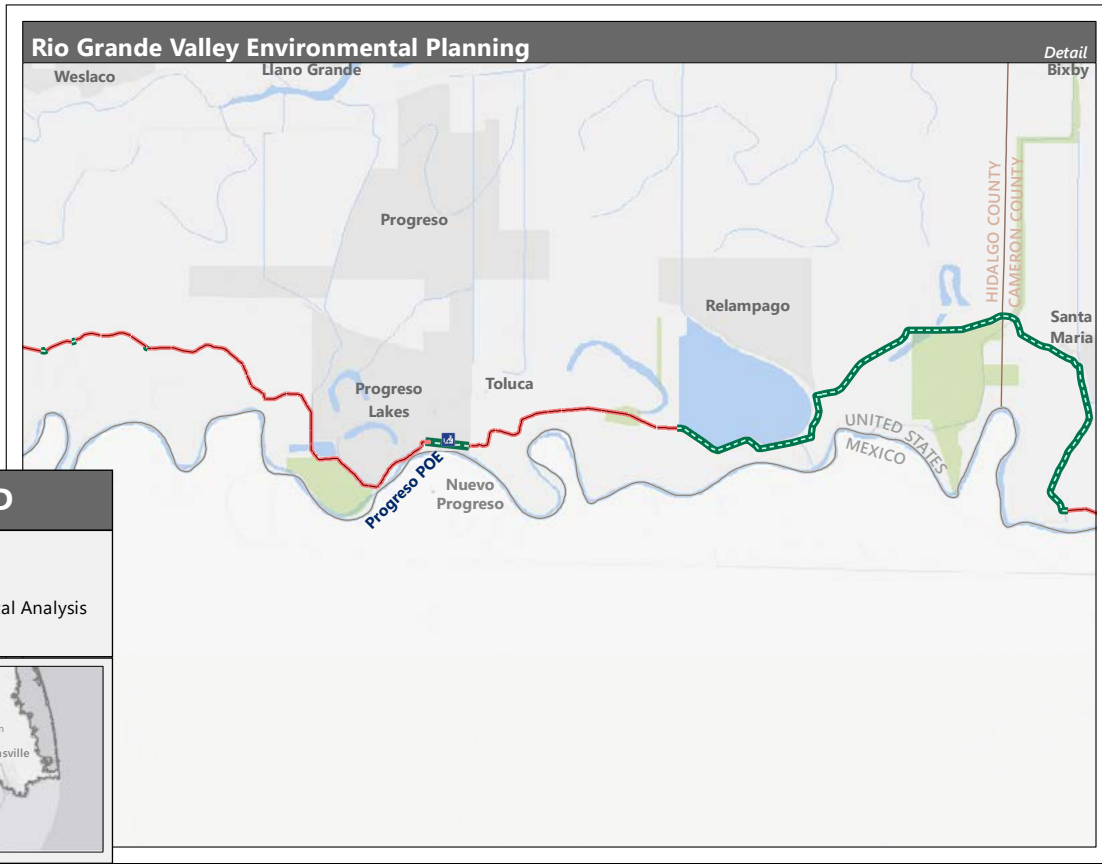 Rio Grande Valley Environmental Planning
Detail
Weslaco
Llano Grande
Bixby
Progreso
HIDALGO COUNTY
CAMERON COUNTY
Relampago
Santa
Maria
Progreso
Lakes
Toluca
UNITED STATES
MEXICO
Progreso POE
Nuevo
Progreso
al Analysis
sville